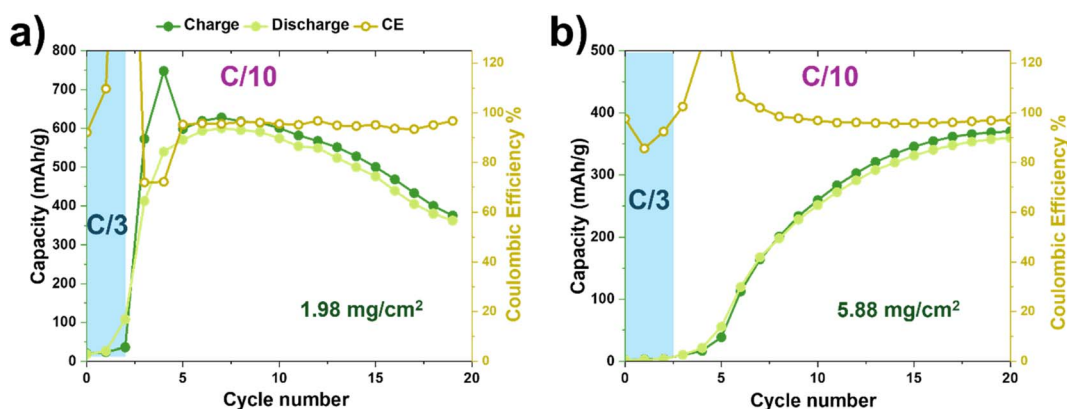 Charge Discharge CE
a)
800
700
600
500
400
300
200
100
0
Capacity (mAh/g)
C/3
C/10
1.98 mg/cm²
120
100
80
60
40
20
0
Coulombic Efficiency %
0 5 10 15 20
Cycle number
b)
500
400
300
200
100
0
Capacity (mAh/g)
C/3
C/10
5.88 mg/cm²
120
100
80
60
40
20
0
Coulombic Efficiency %
0 5 10 15 20
Cycle number